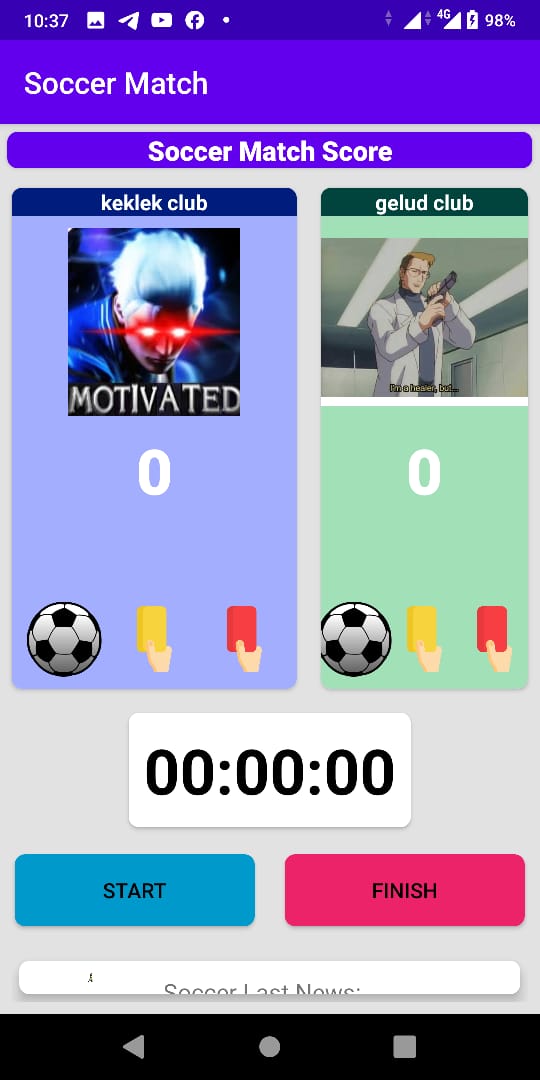 10:37
4G
98%
Soccer Match
Soccer Match Score
keklek club
gelud club
MOTIVATED
I'm a healer, but...
0
0
00:00:00
START
FINISH
Soccer Last News: